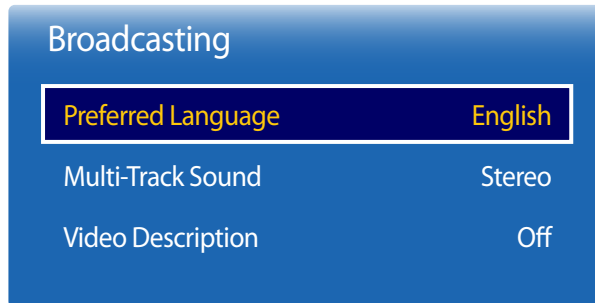 Broadcasting
Preferred Language English
Multi-Track Sound Stereo
Video Description Off